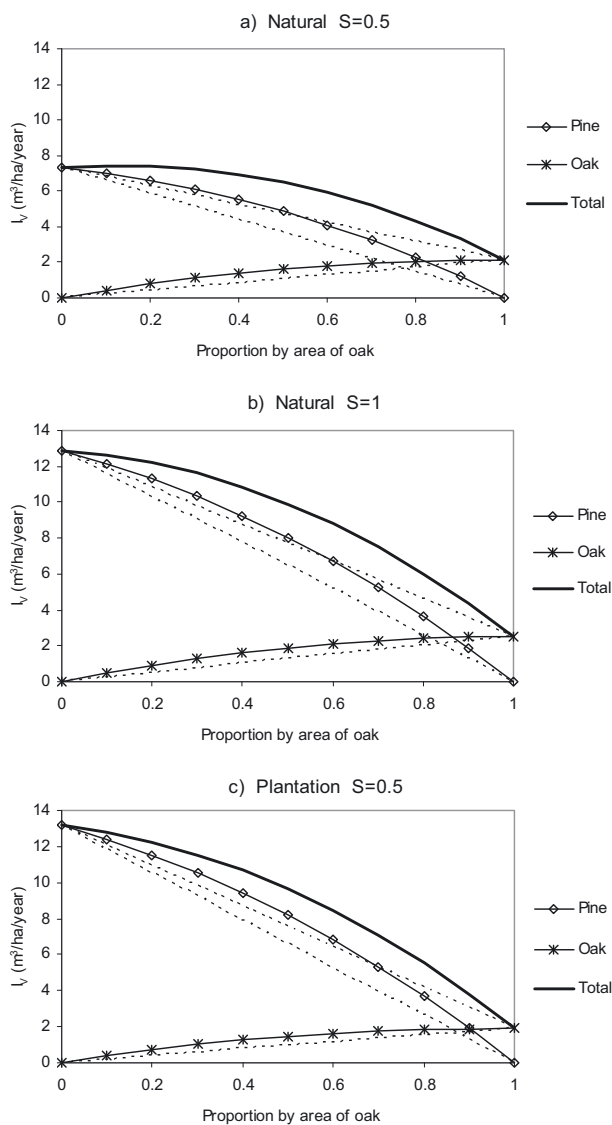 a) Natural S=0.5
14
12
10
8
6
4
2
0
I_V (m³/ha/year)
0 0.2 0.4 0.6 0.8 1
Proportion by area of oak
Pine
Oak
Total
b) Natural S=1
14
12
10
8
6
4
2
0
I_V (m³/ha/year)
0 0.2 0.4 0.6 0.8 1
Proportion by area of oak
Pine
Oak
Total
c) Plantation S=0.5
14
12
10
8
6
4
2
0
I_V (m³/ha/year)
0 0.2 0.4 0.6 0.8 1
Proportion by area of oak
Pine
Oak
Total